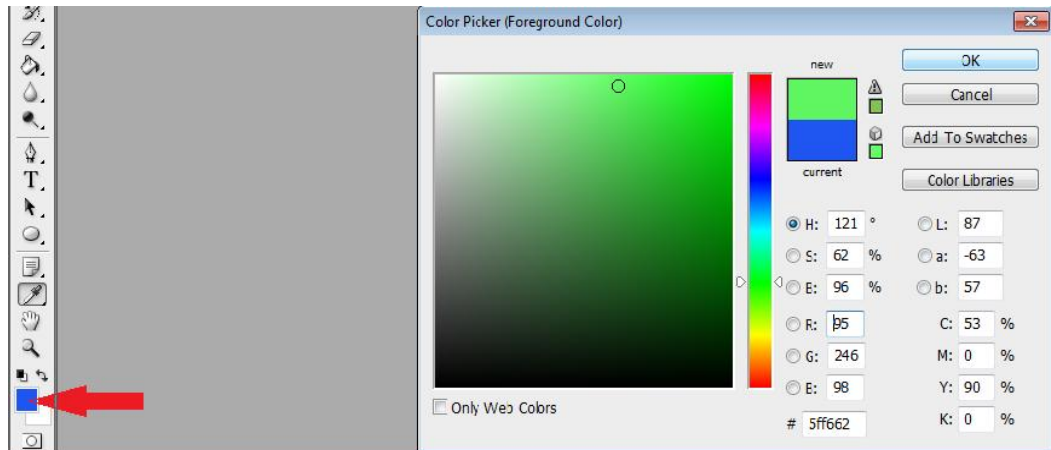 Color Picker (Foreground Color)
new
OK
Cancel
Add To Swatches
current
Color Libraries
H: 121 °
L: 87
S: 62 %
a: -63
B: 96 %
b: 57
R: 95
C: 53 %
G: 246
M: 0 %
B: 98
Y: 90 %
Only Web Colors
# 5ff662
K: 0 %
T